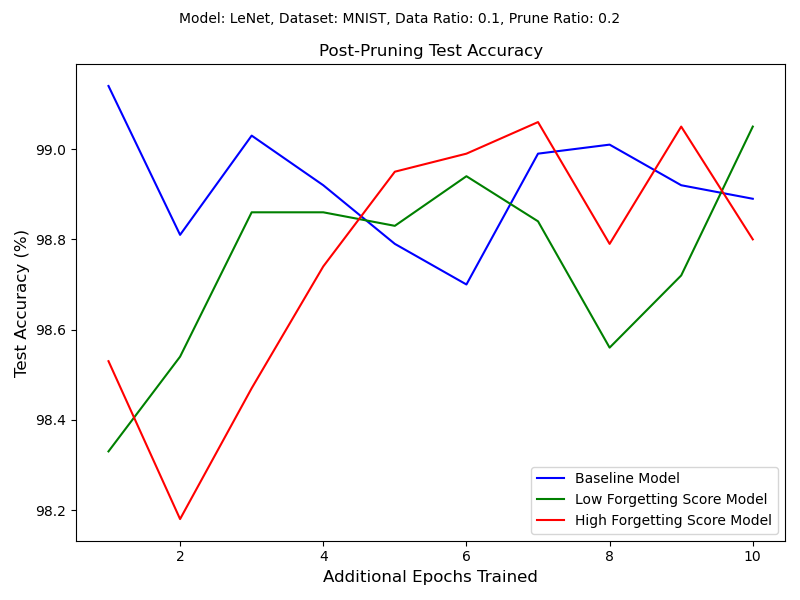 Model: LeNet, Dataset: MNIST, Data Ratio: 0.1, Prune Ratio: 0.2
Post-Pruning Test Accuracy
Test Accuracy (%)
99.0
98.8
98.6
98.4
98.2
Baseline Model
Low Forgetting Score Model
High Forgetting Score Model
2
4
6
8
10
Additional Epochs Trained